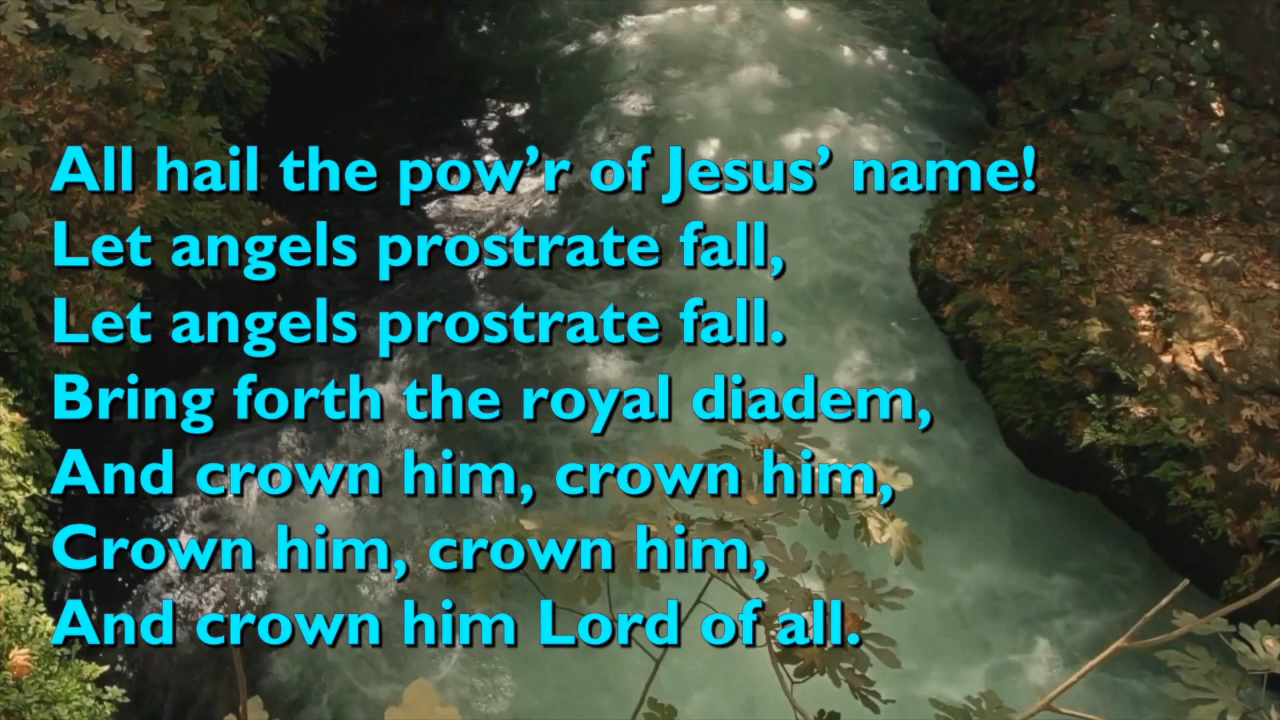 All hail the pow’r of Jesus’ name!
Let angels prostrate fall,
Let angels prostrate fall.
Bring forth the royal diadem,
And crown him, crown him,
Crown him, crown him,
And crown him Lord of all.